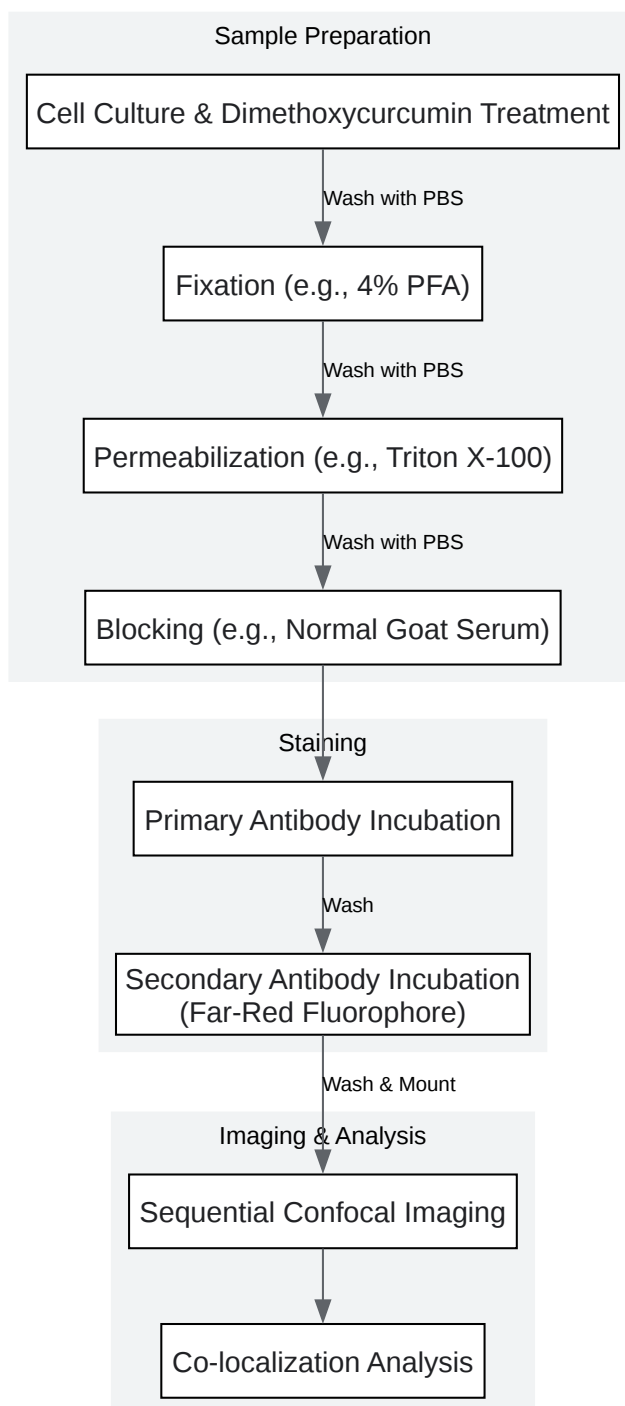 Sample Preparation
Cell Culture & Dimethoxycurcumin Treatment
Wash with PBS
Fixation (e.g., 4% PFA)
Wash with PBS
Permeabilization (e.g., Triton X-100)
Wash with PBS
Blocking (e.g., Normal Goat Serum)
Staining
Primary Antibody Incubation
Wash
Secondary Antibody Incubation
(Far-Red Fluorophore)
Wash & Mount
Imaging & Analysis
Sequential Confocal Imaging
Co-localization Analysis